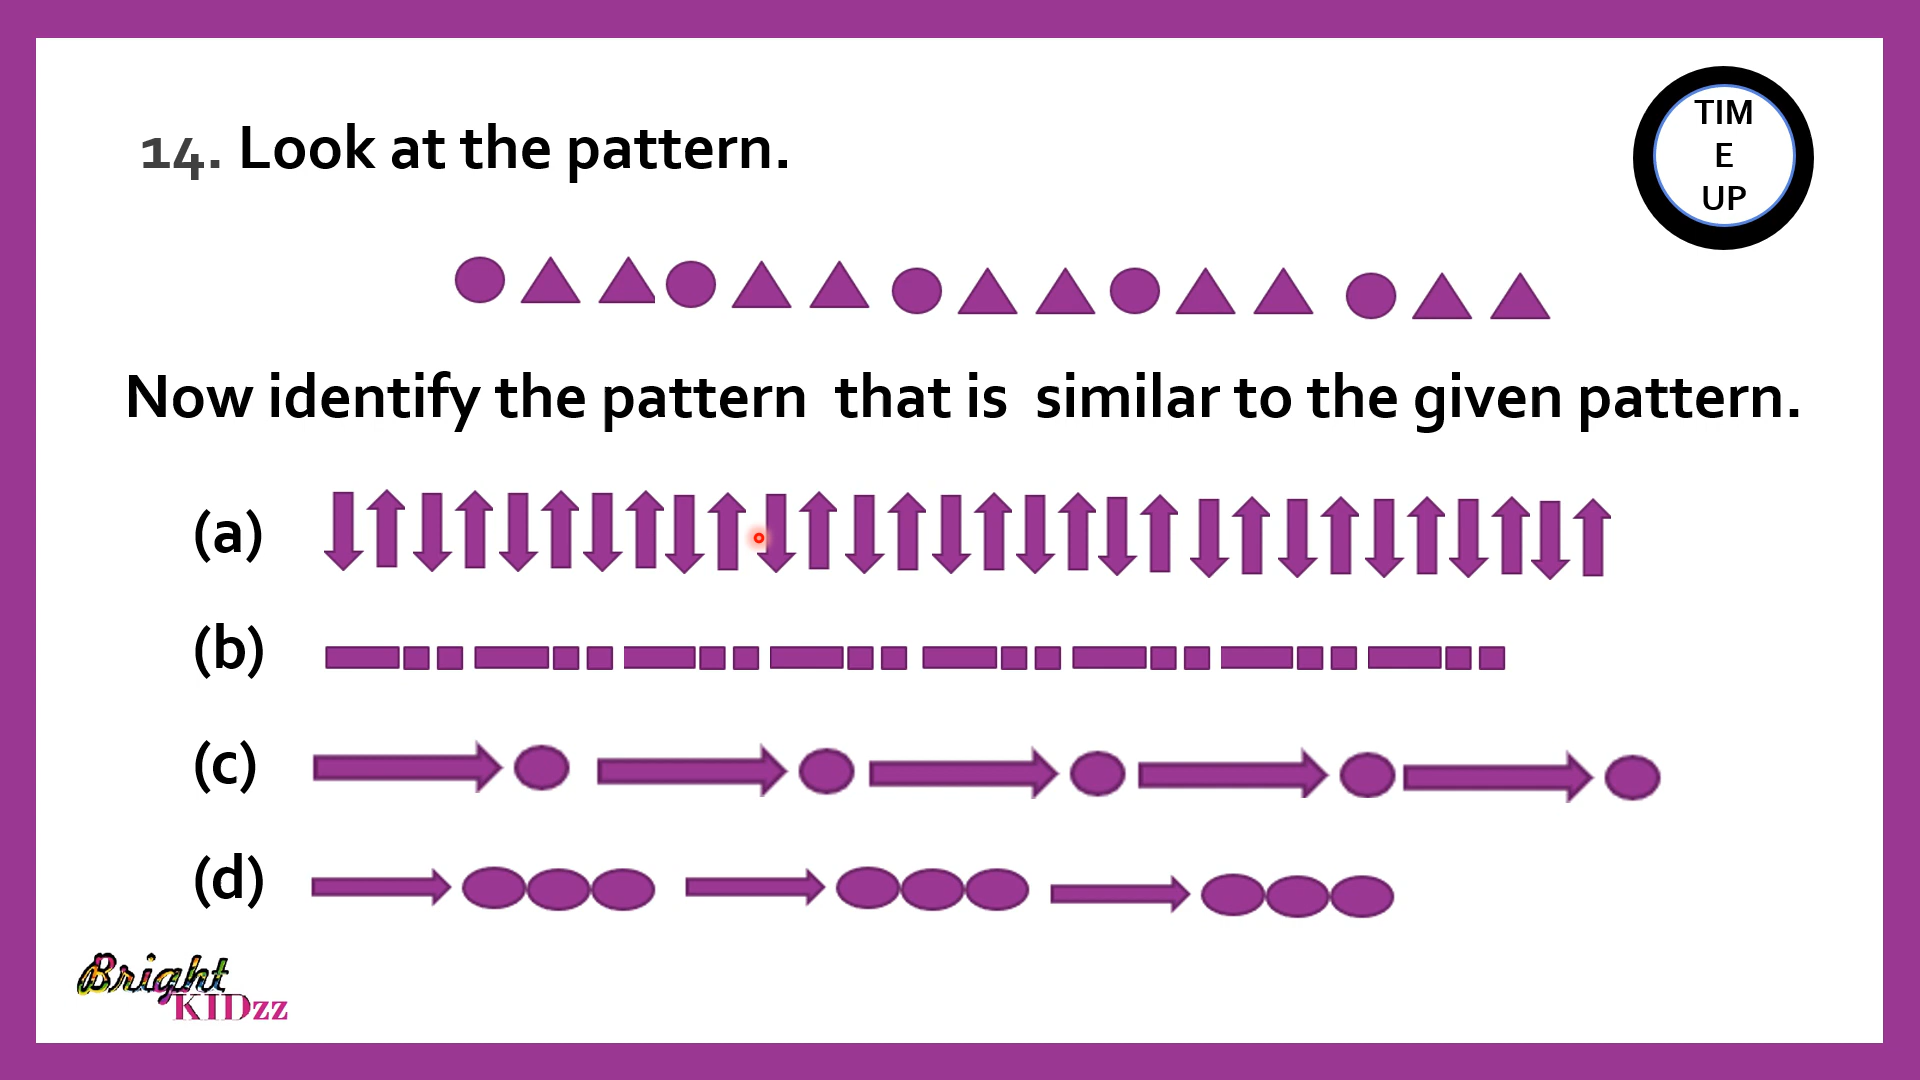 14. Look at the pattern.
TIM
E
UP
Now identify the pattern that is similar to the given pattern.
(a)
(b)
(c)
(d)
Bright
KIDzz